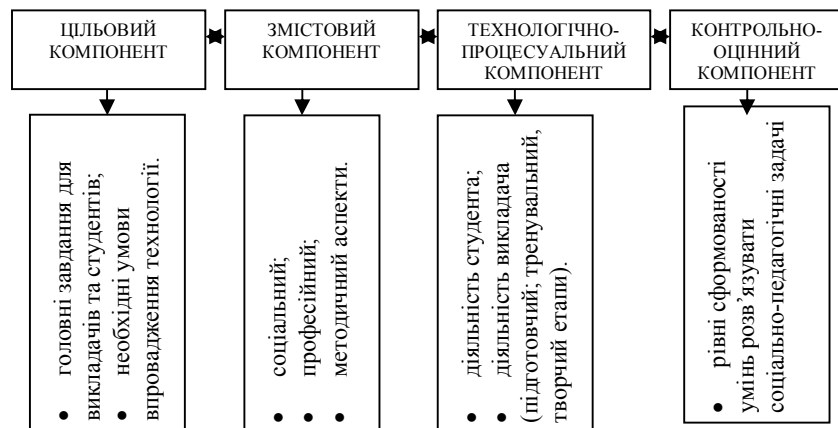 ЦІЛЬОВИЙ
КОМПОНЕНТ
ЗМІСТОВИЙ
КОМПОНЕНТ
ТЕХНОЛОГІЧНО-
ПРОЦЕСУАЛЬНИЙ
КОМПОНЕНТ
КОНТРОЛЬНО-
ОЦІННИЙ
КОМПОНЕНТ
● головні завдання для
викладачів та студентів;
● необхідні умови
впровадження технології.
● соціальний;
● професійний;
● методичний аспекти.
● діяльність студента;
● діяльність викладача
(підготовчий; тренувальний,
творчий етапи).
● рівні сформованості
умінь розв’язувати
соціально-педагогічні задачі